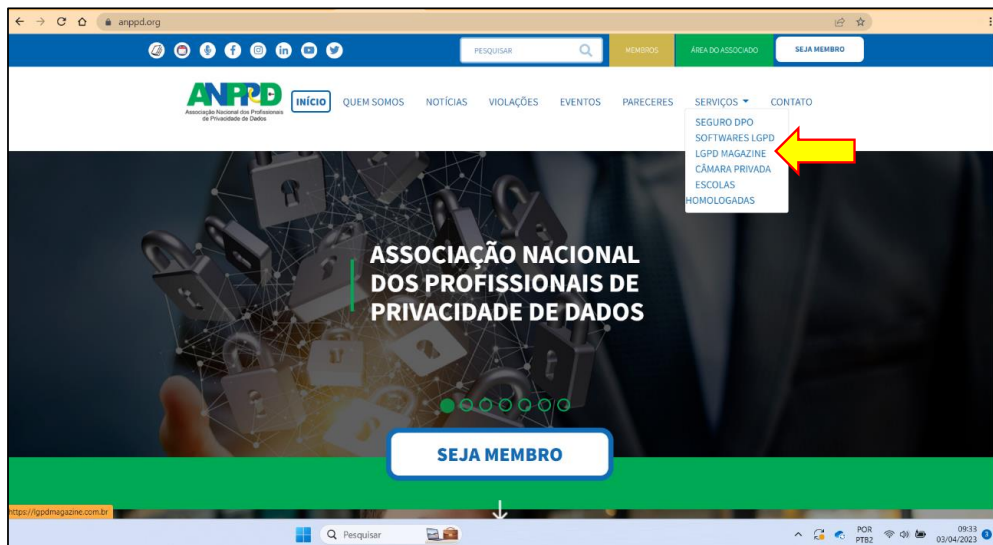 anppd.org
PESQUISAR
MEMBROS
ÁREA DO ASSOCIADO
SEJA MEMBRO
ANPPD
Associação Nacional dos Profissionais
de Privacidade de Dados
INÍCIO
QUEM SOMOS
NOTÍCIAS
VIOLAÇÕES
EVENTOS
PARECERES
SERVIÇOS
CONTATO
SEGURO DPO
SOFTWARES LGPD
LGPD MAGAZINE
CÂMARA PRIVADA
ESCOLAS
HOMOLOGADAS
ASSOCIAÇÃO NACIONAL
DOS PROFISSIONAIS DE
PRIVACIDADE DE DADOS
SEJA MEMBRO
https://lgpdmagazine.com.br
Pesquisar
POR
PTB2
09:33
03/04/2023
3